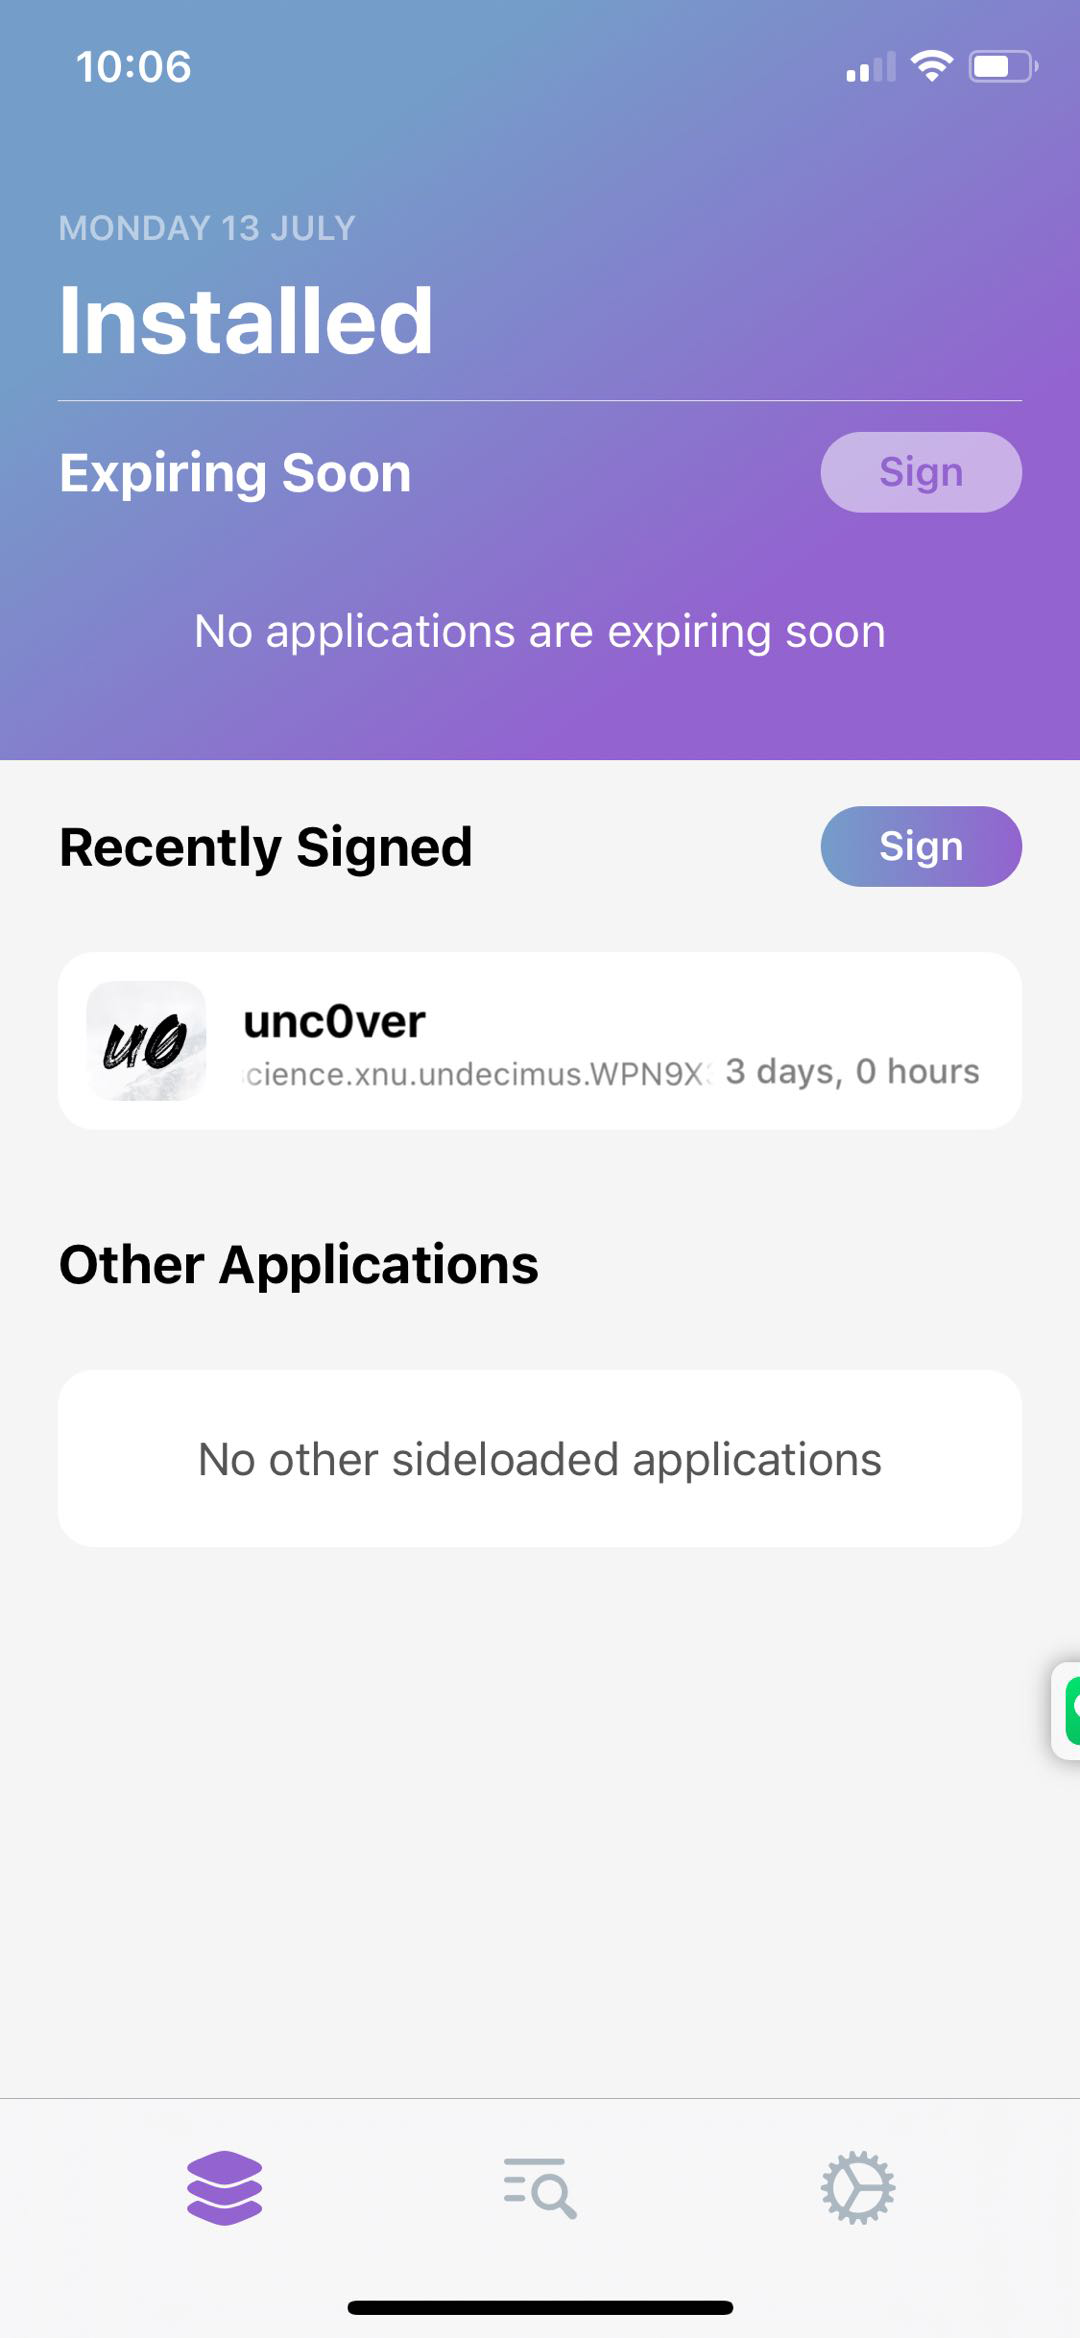 10:06
MONDAY 13 JULY
Installed
Expiring Soon
Sign
No applications are expiring soon
Recently Signed
Sign
u0
unc0ver
cience.xnu.undecimus.WPN9X
3 days, 0 hours
Other Applications
No other sideloaded applications